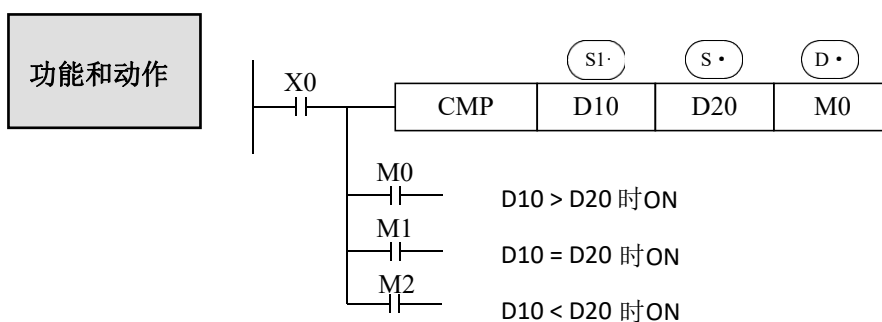 功能和动作
S1·
S·
D·
X0
CMP
D10
D20
M0
M0
D10 > D20 时ON
M1
D10 = D20 时ON
M2
D10 < D20 时ON